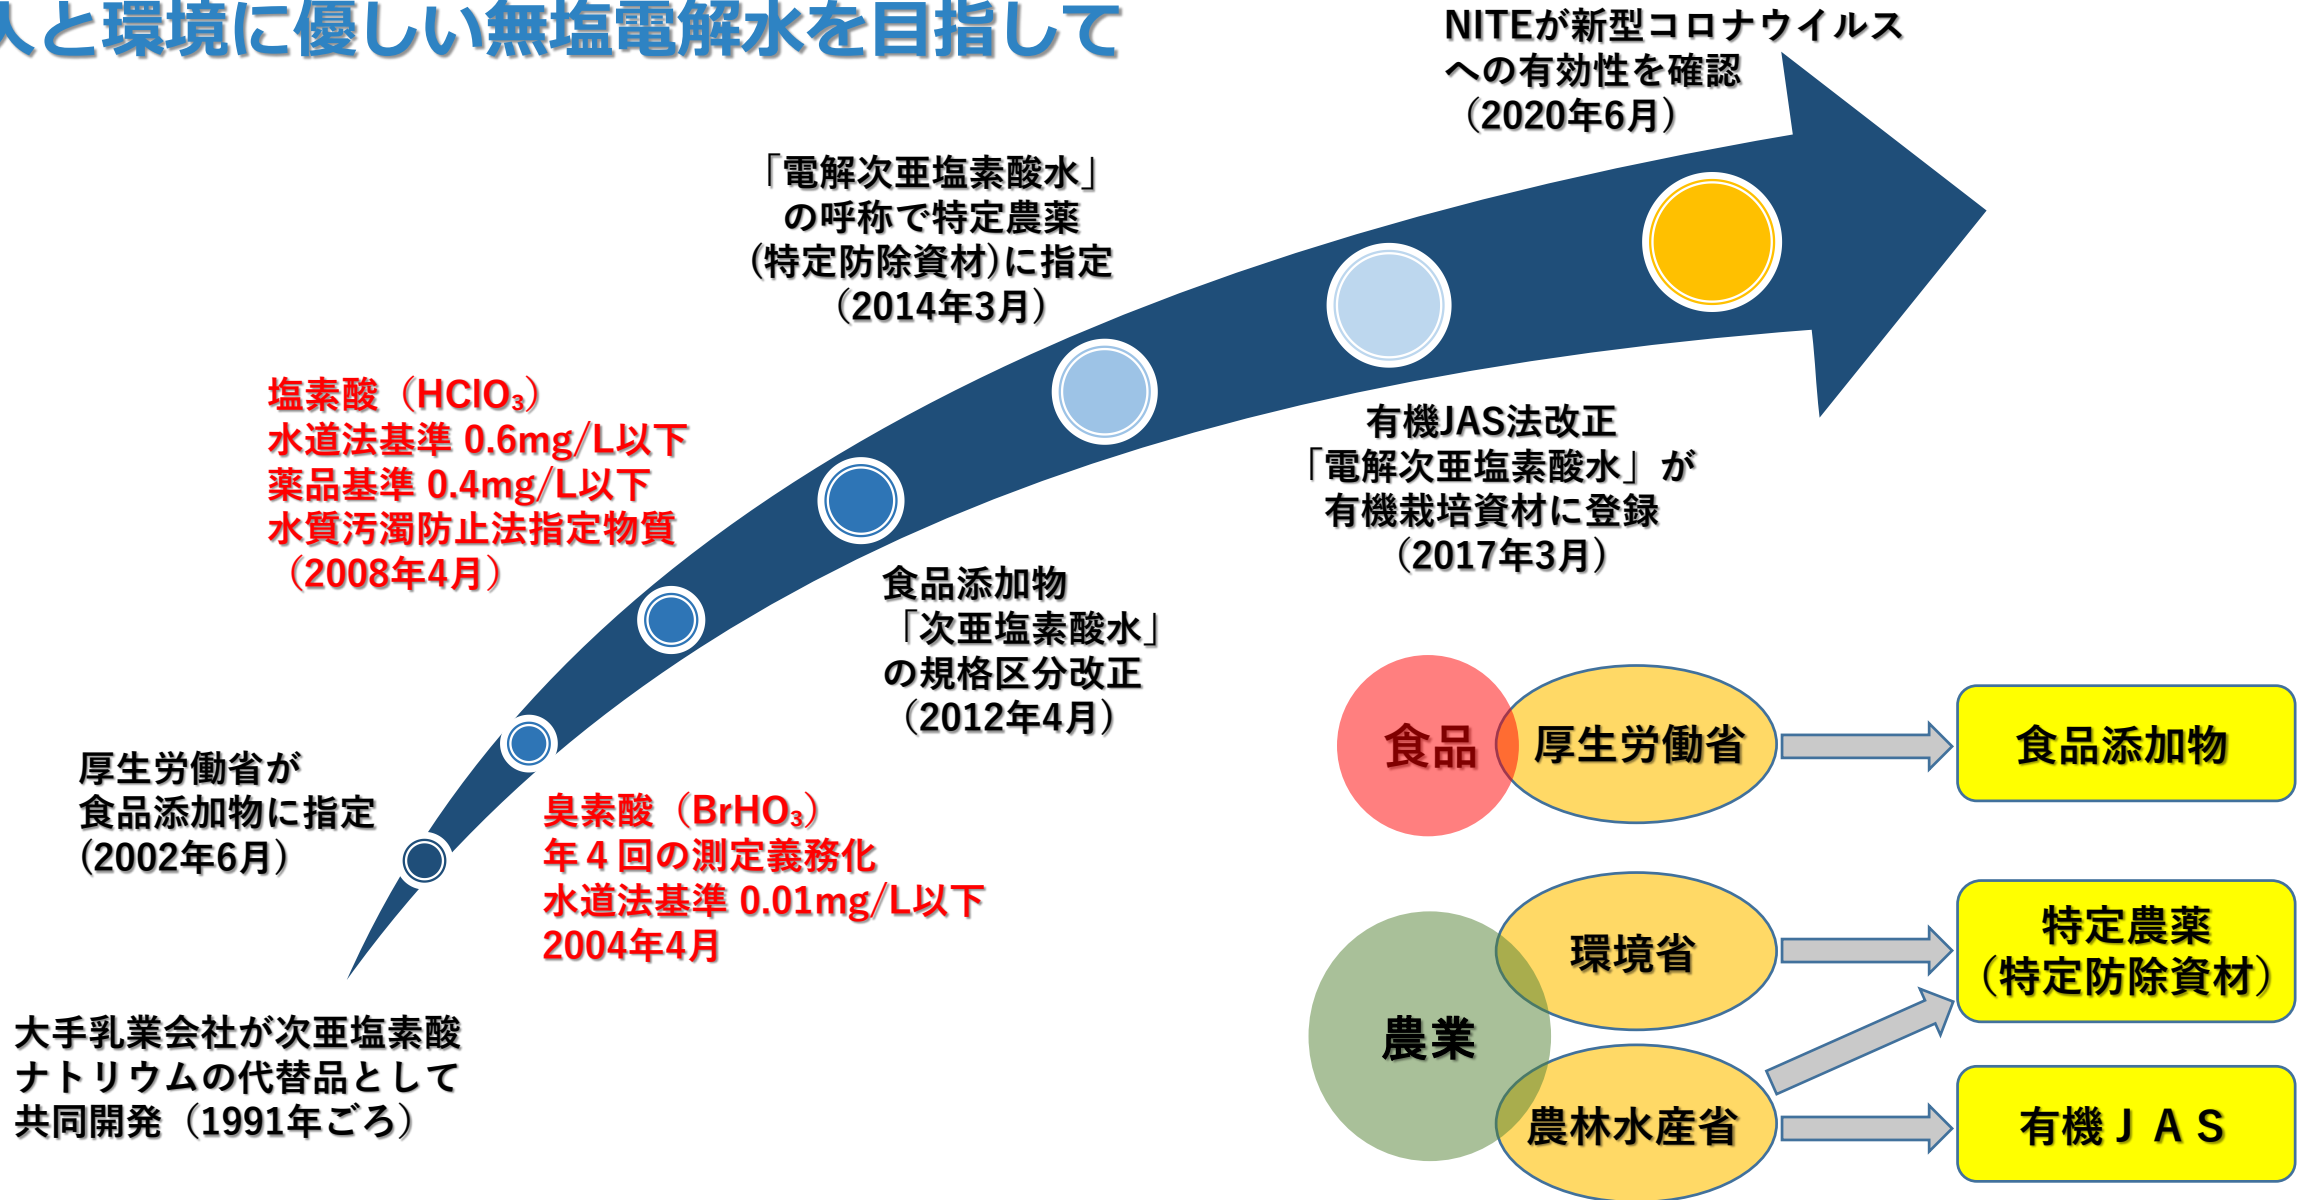 人と環境に優しい無塩電解水を目指して
NITEが新型コロナウイルス
への有効性を確認
（2020年6月）
「電解次亜塩素酸水」
の呼称で特定農薬
(特定防除資材)に指定
（2014年3月）
塩素酸（HClO₃）
水道法基準 0.6mg/L以下
薬品基準 0.4mg/L以下
水質汚濁防止法指定物質
（2008年4月）
有機JAS法改正
「電解次亜塩素酸水」が
有機栽培資材に登録
（2017年3月）
食品添加物
「次亜塩素酸水」
の規格区分改正
（2012年4月）
厚生労働省が
食品添加物に指定
(2002年6月）
臭素酸（BrHO₃）
年４回の測定義務化
水道法基準 0.01mg/L以下
2004年4月
大手乳業会社が次亜塩素酸
ナトリウムの代替品として
共同開発（1991年ごろ）
食品
厚生労働省
食品添加物
農業
環境省
特定農薬
（特定防除資材）
農林水産省
有機ＪＡＳ